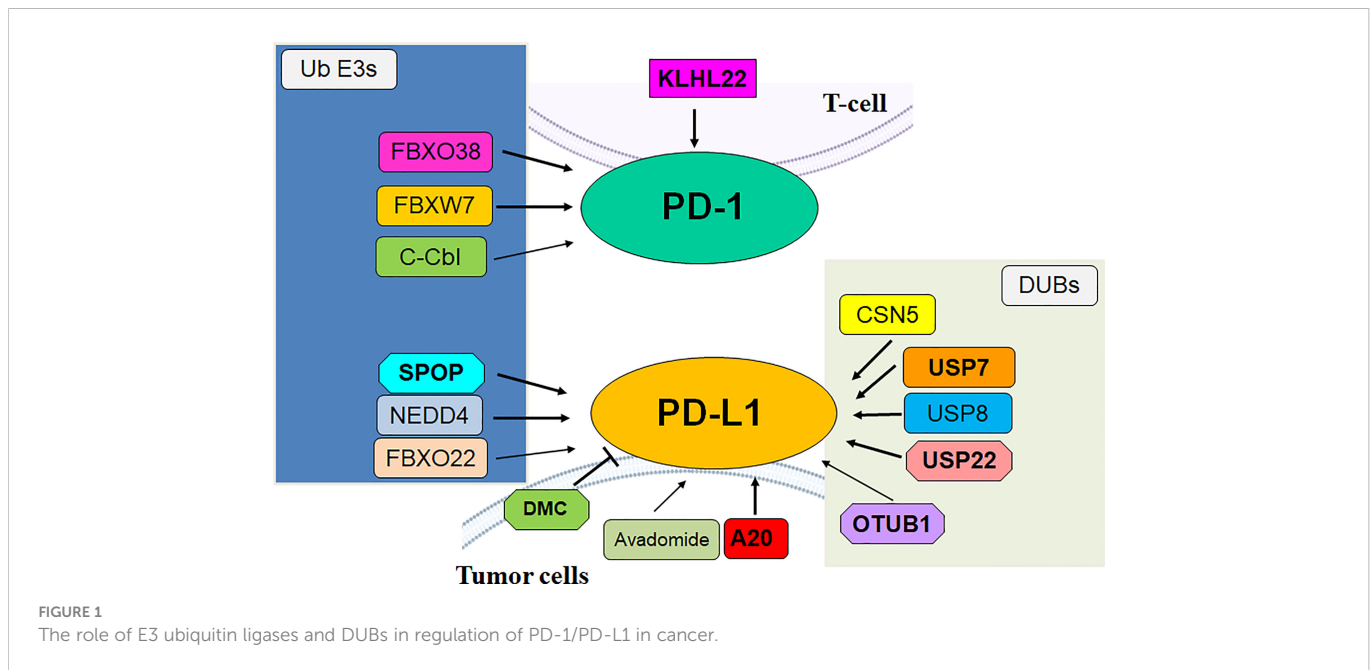 Ub E3s
KLHL22
T-cell
FBXO38
FBXW7
PD-1
C-Cbl
DUBs
CSN5
SPOP
USP7
NEDD4
PD-L1
USP8
FBXO22
USP22
DMC
OTUB1
Avadomide
A20
Tumor cells
FIGURE 1
The role of E3 ubiquitin ligases and DUBs in regulation of PD-1/PD-L1 in cancer.